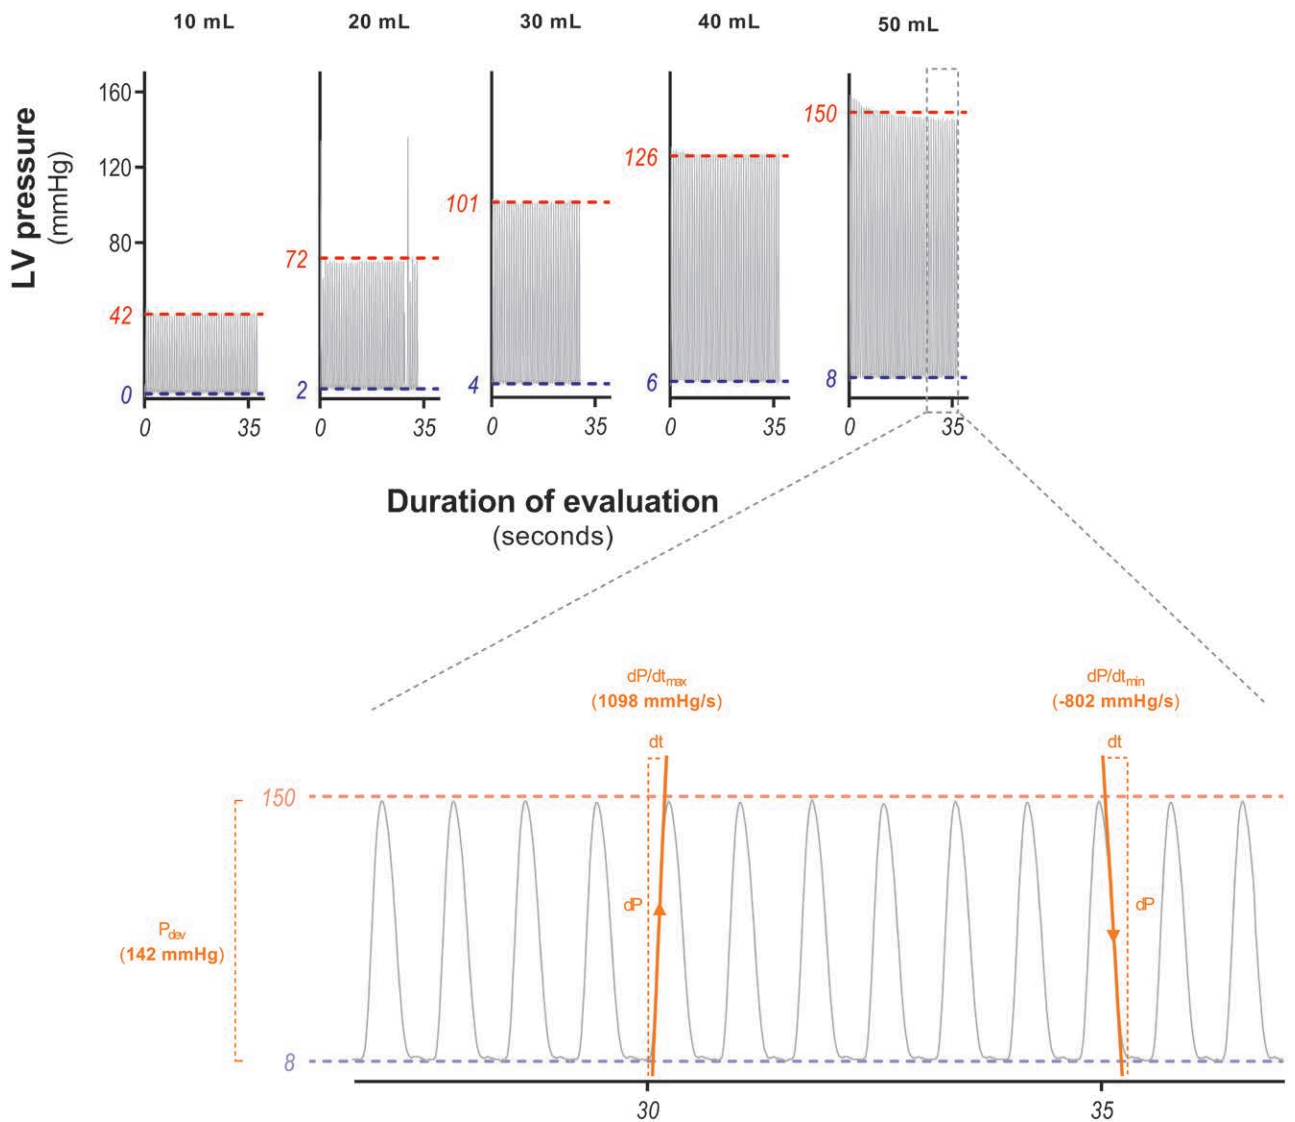 10 mL
20 mL
30 mL
40 mL
50 mL
LV pressure
(mmHg)
160
120
80
42
0
0
35
72
2
0
35
101
4
0
35
126
6
0
35
150
8
0
35
Duration of evaluation
(seconds)
dP/dtmax
(1098 mmHg/s)
dt
dP
dP/dtmin
(-802 mmHg/s)
dt
dP
150
Pdev
(142 mmHg)
8
30
35